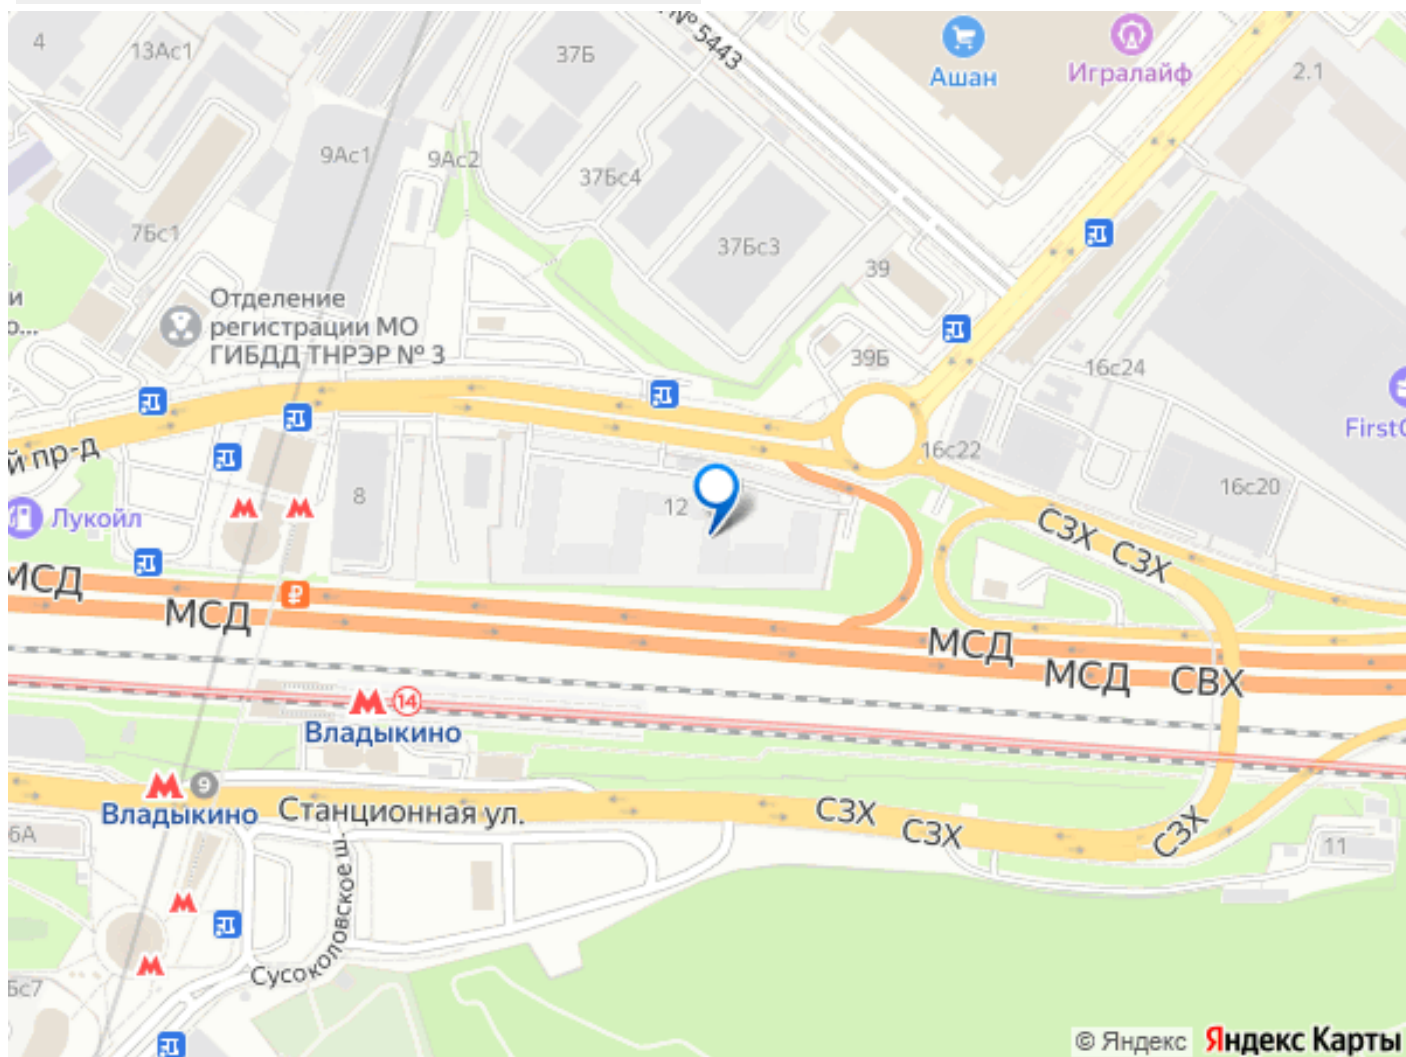 4
13Ас1
37Б
№ 5443
Ашан
Игралайф
2.1
9Ас1
9Ас2
37Бс4
7Бс1
37Бс3
39
и
о...
Отделение
регистрации МО
ГИБДД ТНРЭР № 3
39Б
16с24
FirstC
й пр-д
16с22
8
12
16с20
Лукойл
СЗХ
СЗХ
МСД
МСД
МСД
МСД
СВХ
М
14
Владыкино
М
9
Владыкино
Станционная ул.
СЗХ
СЗХ
СЗХ
6А
11
Сусоколовское ш.
Бс7
© Яндекс
Яндекс Карты